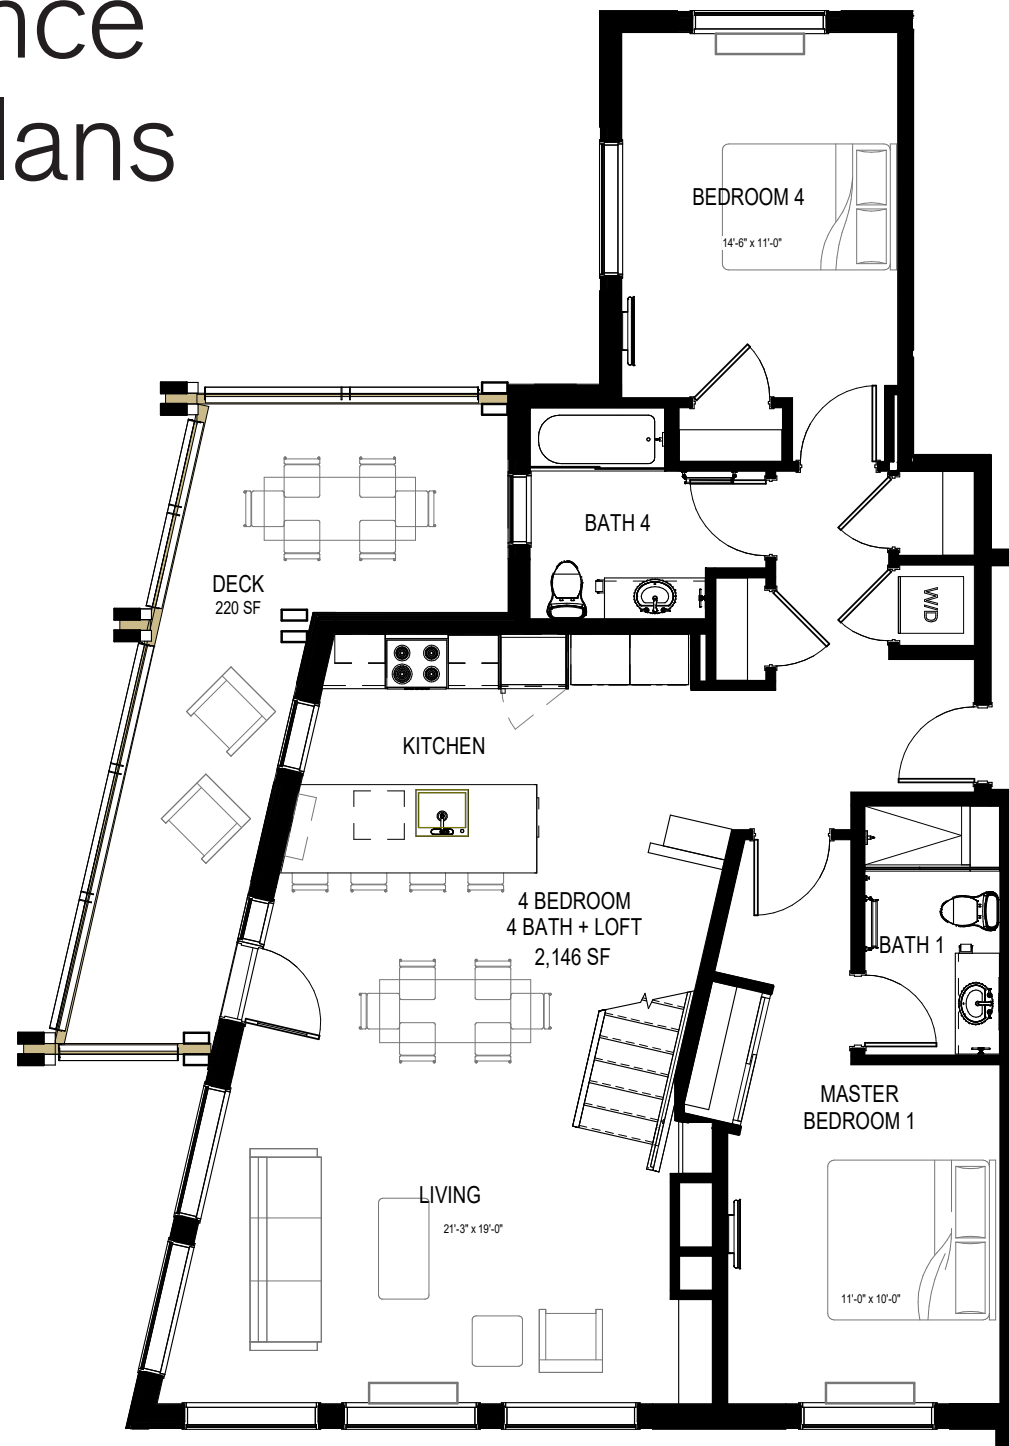 nce
lans
BEDROOM 4
14'-6" x 11'-0"
BATH 4
DECK
220 SF
W/D
KITCHEN
4 BEDROOM
4 BATH + LOFT
2,146 SF
BATH 1
MASTER
BEDROOM 1
LIVING
21'-3" x 19'-0"
11'-0" x 10'-0"